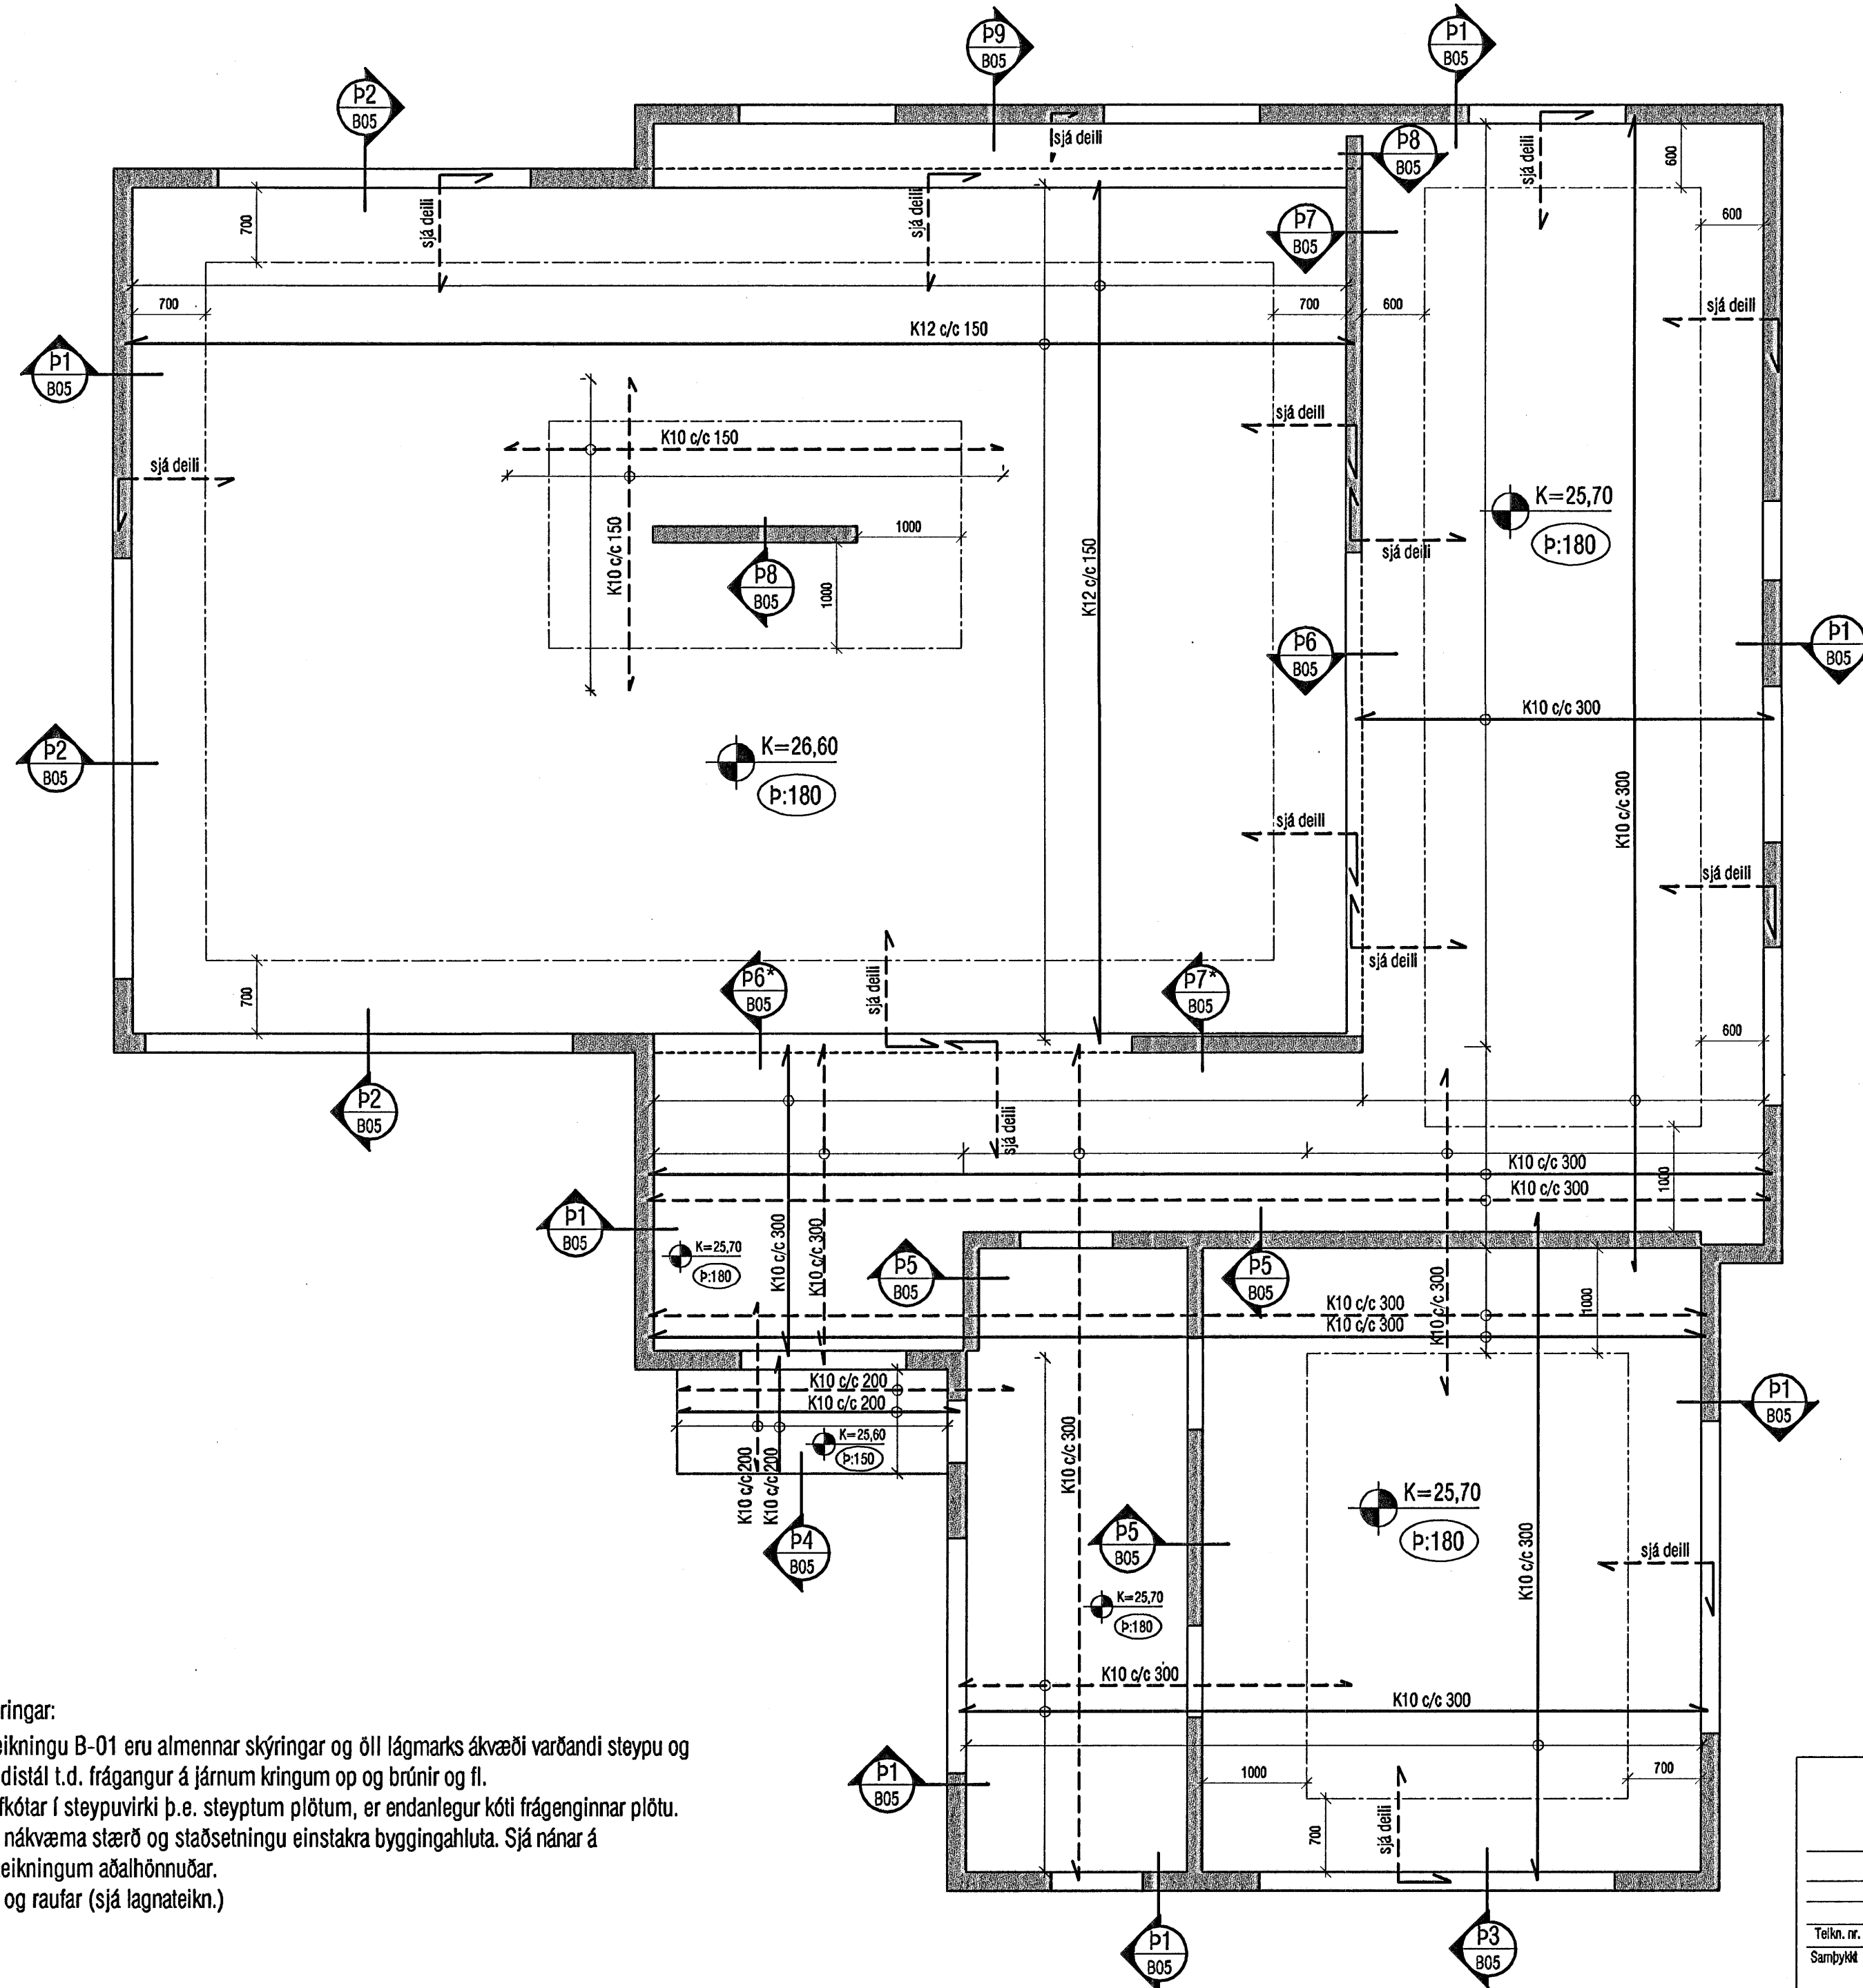 Þ9
B05
Þ1
B05
Þ2
B05
sjá deili
Þ8
B05
sjá deili
600
sjá deili
sjá deili
700
Þ7
B05
600
700
700
600
sjá deili
K12 c/c 150
Þ1
B05
sjá deili
K10 c/c 150
sjá deili
K=25,70
Þ:180
K10 c/c 150
1000
K12 c/c 150
sjá deili
Þ8
B05
1000
Þ6
B05
Þ1
B05
K10 c/c 300
Þ2
B05
K=26,60
Þ:180
K10 c/c 300
sjá deili
sjá deili
Þ6*
B05
sjá deili
Þ7*
B05
sjá deili
700
600
Þ2
B05
sjá deili
K10 c/c 300
K10 c/c 300
1000
Þ1
B05
K=25,70
Þ:180
K10 c/c 300
K10 c/c 300
Þ5
B05
Þ5
B05
K10 c/c 300
K10 c/c 300
K10 c/c 300
1000
K10 c/c 200
K10 c/c 200
Þ1
B05
K=25,60
Þ:150
K10 c/c 200
K10 c/c 200
K10 c/c 300
K=25,70
Þ:180
Þ4
B05
Þ5
B05
sjá deili
K10 c/c 300
K=25,70
Þ:180
K10 c/c 300
K10 c/c 300
Þ1
B05
1000
700
700
sjá deili
Þ1
B05
Þ3
B05
ringar:
eikningu B-01 eru almennar skýringar og öll lágmarks ákvæði varðandi steypu og
distál t.d. frágangur á járnum kringum op og brúnir og fl.
fkótar í steypuvirki þ.e. steyptum plötum, er endanlegur kóti frágenginnar plötu.
nákvæma stærð og staðsetningu einstakra byggingahluta. Sjá nánar á
eikningum aðalhönnuðar.
og raufar (sjá lagnateikn.)
Teikn. nr.
Samþykkt